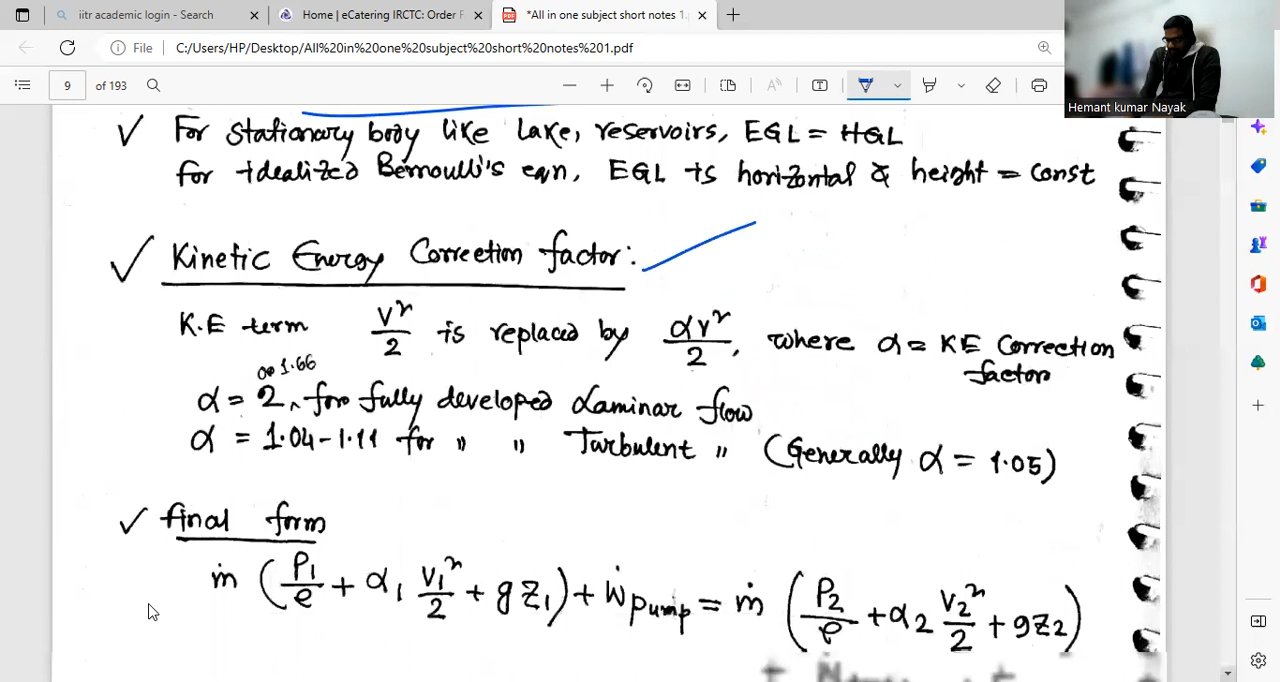 iitr academic login - Search
Home | eCatering IRCTC: Order F
*All in one subject short notes 1.p
File
C:/Users/HP/Desktop/All%20in%20one%20subject%20short%20notes%201.pdf
9 of 193
Hemant kumar Nayak
✓ For stationary body like lake, reservoirs, EGL = HGL
for idealized Bernoulli's eqn, EGL is horizontal & height = const
✓ Kinetic Energy Correction factor:
K.E term V²/2 is replaced by αV²/2, where α = KE Correction
factor
or 1.66
α = 2, for fully developed Laminar flow
α = 1.04 - 1.11 for " " Turbulent " (Generally α = 1.05)
✓ final form
ṁ (P₁/ρ + α₁ V₁²/2 + gz₁) + Ẇpump = ṁ (P₂/ρ + α₂ V₂²/2 + gz₂)